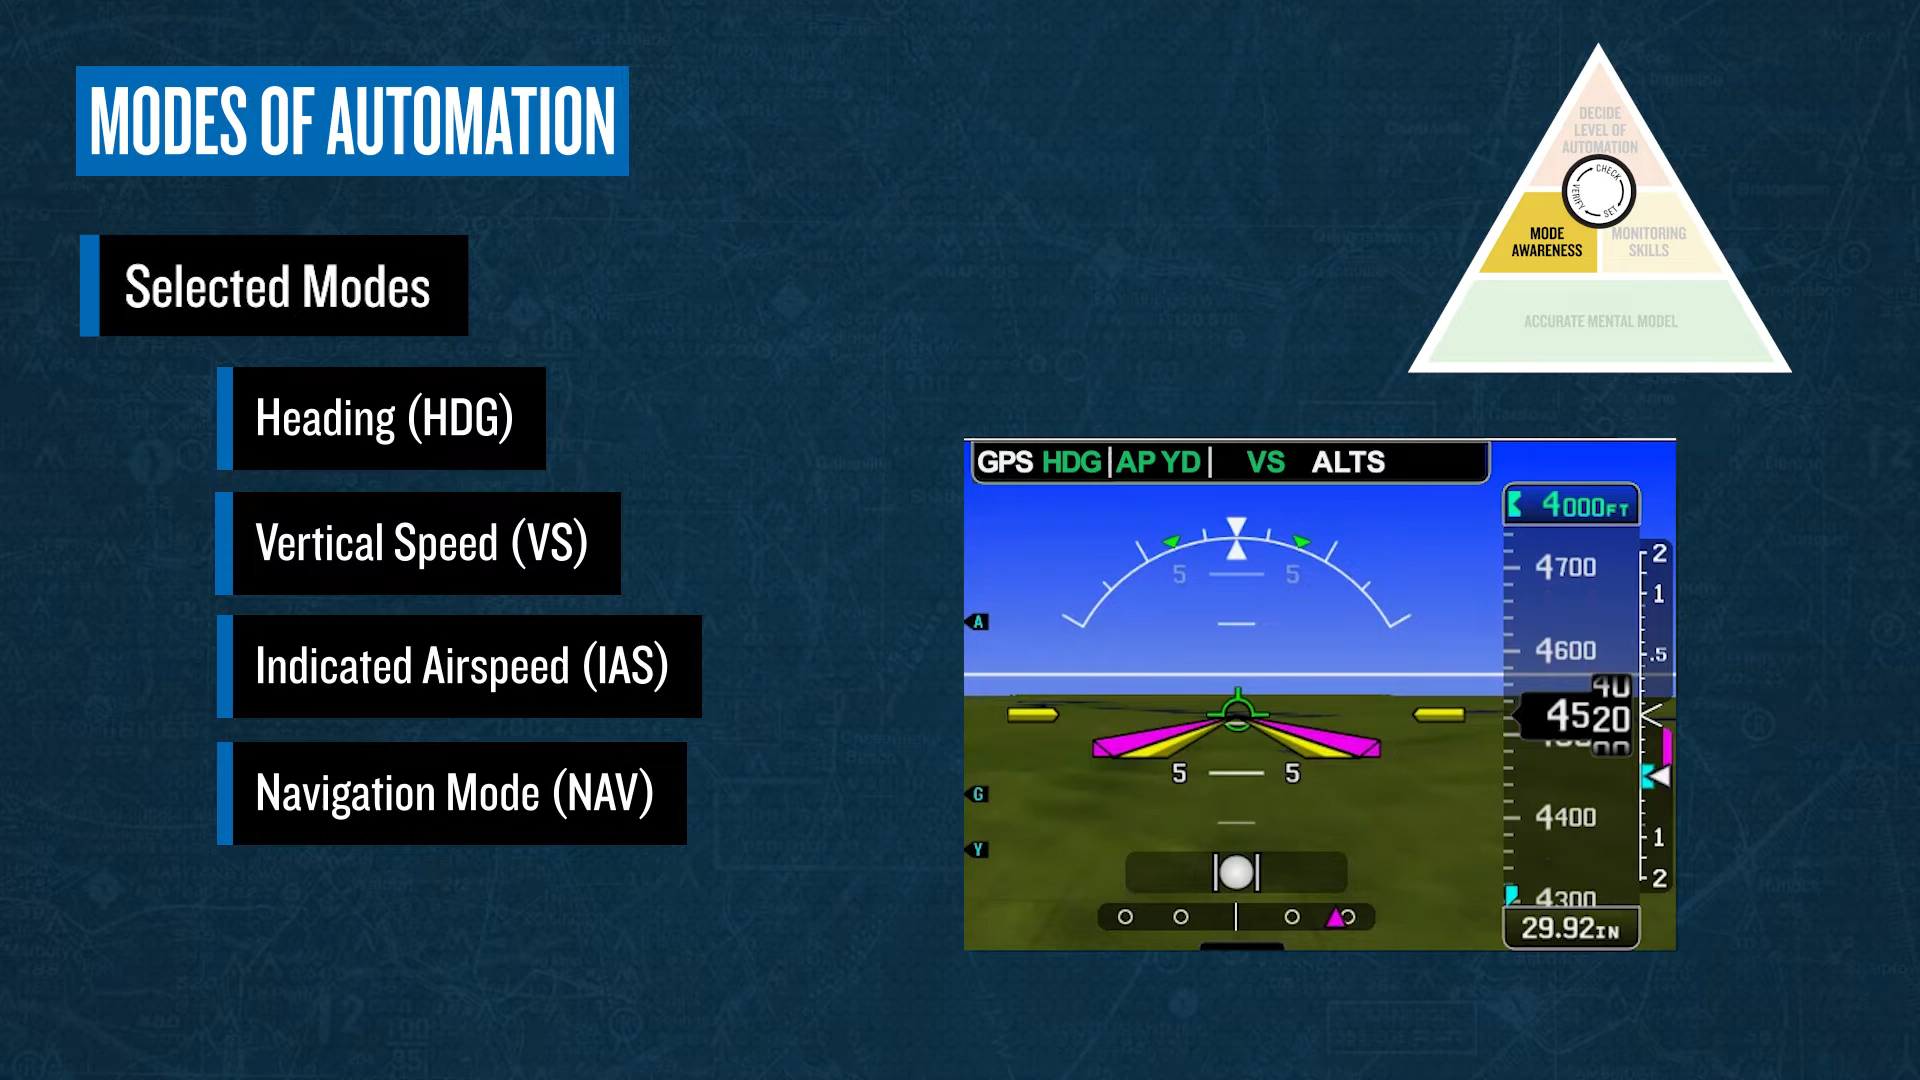 MODES OF AUTOMATION
Selected Modes
Heading (HDG)
Vertical Speed (VS)
Indicated Airspeed (IAS)
Navigation Mode (NAV)
DECIDE
LEVEL OF
AUTOMATION
CHECK
SET
VERIFY
MODE
AWARENESS
MONITORING
SKILLS
ACCURATE MENTAL MODEL
GPS HDG AP YD VS ALTS
4000FT
4700
4600
4520
40
00
4400
4300
29.92IN
2
1
.5
1
2
5 5
5 5
A
G
Y